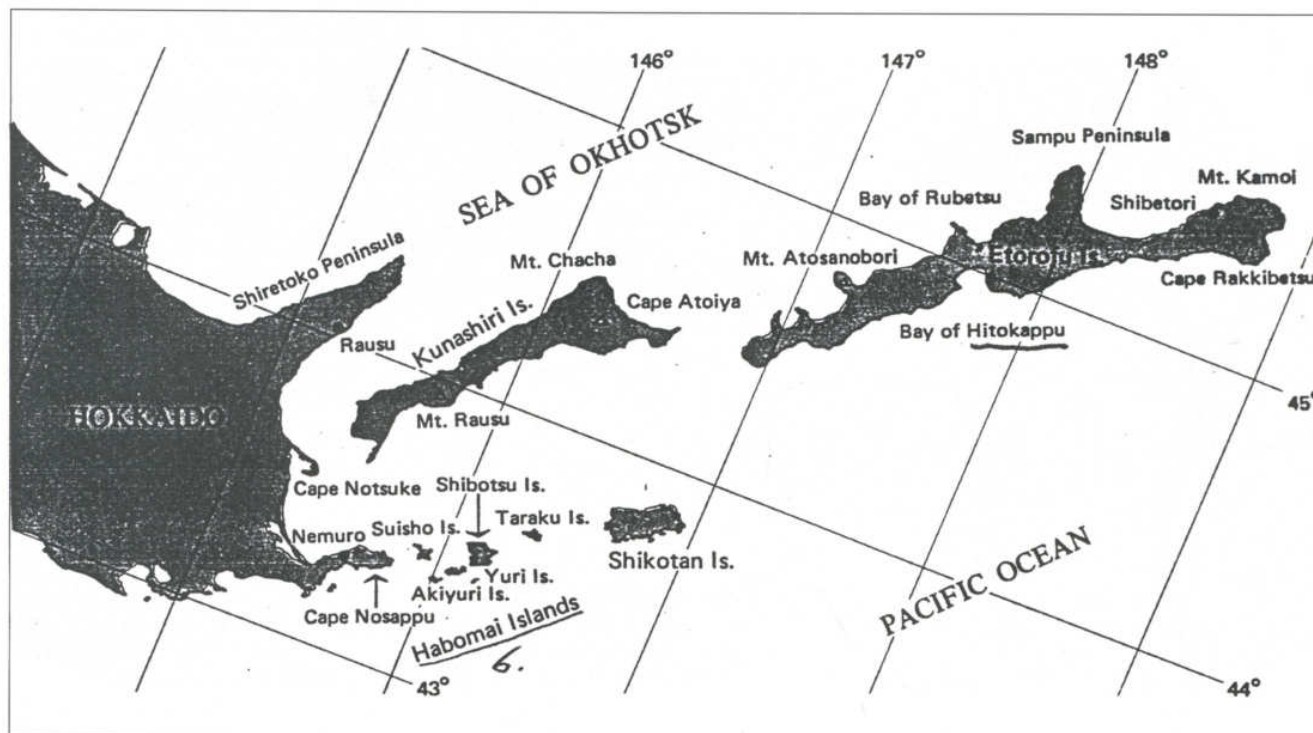 146°
147°
148°
Sampu Peninsula
SEA OF OKHOTSK
Mt. Kamoi
Bay of Rubetsu
Shibetori
Shiretoko Peninsula
Mt. Chacha
Mt. Atosanobori
Etoroju Is.
Cape Rakkibetsu
Kunashiri Is.
Cape Atoiya
Bay of Hitokappu
Rausu
45°
HOKKAIDO
Mt. Rausu
Cape Notsuke
Shibotsu Is.
Nemuro
Suisho Is.
Taraku Is.
Shikotan Is.
Yuri Is.
Akiyuri Is.
Cape Nosappu
PACIFIC OCEAN
Habomai Islands
6.
43°
44°